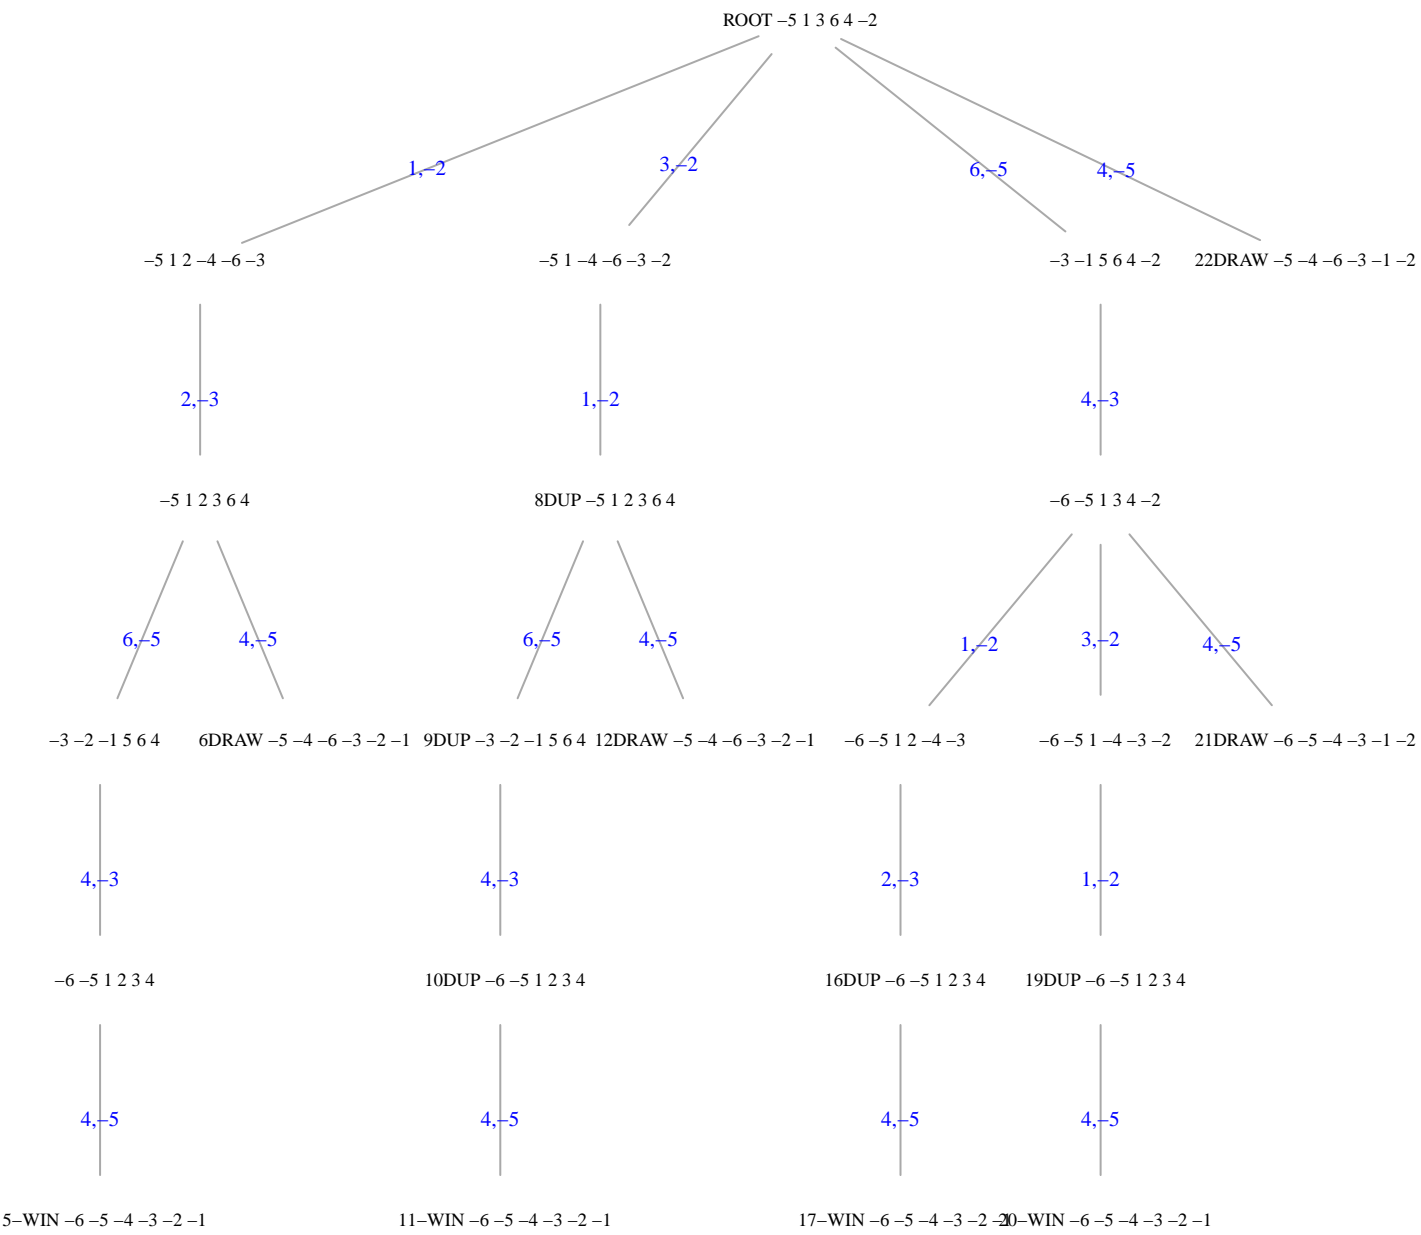 ROOT –5 1 3 6 4 –2
1,–2
3,–2
6,–5
4,–5
–5 1 2 –4 –6 –3
–5 1 –4 –6 –3 –2
–3 –1 5 6 4 –2
22DRAW –5 –4 –6 –3 –1 –2
2,–3
1,–2
4,–3
–5 1 2 3 6 4
8DUP –5 1 2 3 6 4
–6 –5 1 3 4 –2
6,–5
4,–5
6,–5
4,–5
1,–2
3,–2
4,–5
–3 –2 –1 5 6 4
6DRAW –5 –4 –6 –3 –2 –1
9DUP –3 –2 –1 5 6 4
12DRAW –5 –4 –6 –3 –2 –1
–6 –5 1 2 –4 –3
–6 –5 1 –4 –3 –2
21DRAW –6 –5 –4 –3 –1 –2
4,–3
4,–3
2,–3
1,–2
–6 –5 1 2 3 4
10DUP –6 –5 1 2 3 4
16DUP –6 –5 1 2 3 4
19DUP –6 –5 1 2 3 4
4,–5
4,–5
4,–5
4,–5
5–WIN –6 –5 –4 –3 –2 –1
11–WIN –6 –5 –4 –3 –2 –1
17–WIN –6 –5 –4 –3 –2 –1
20–WIN –6 –5 –4 –3 –2 –1